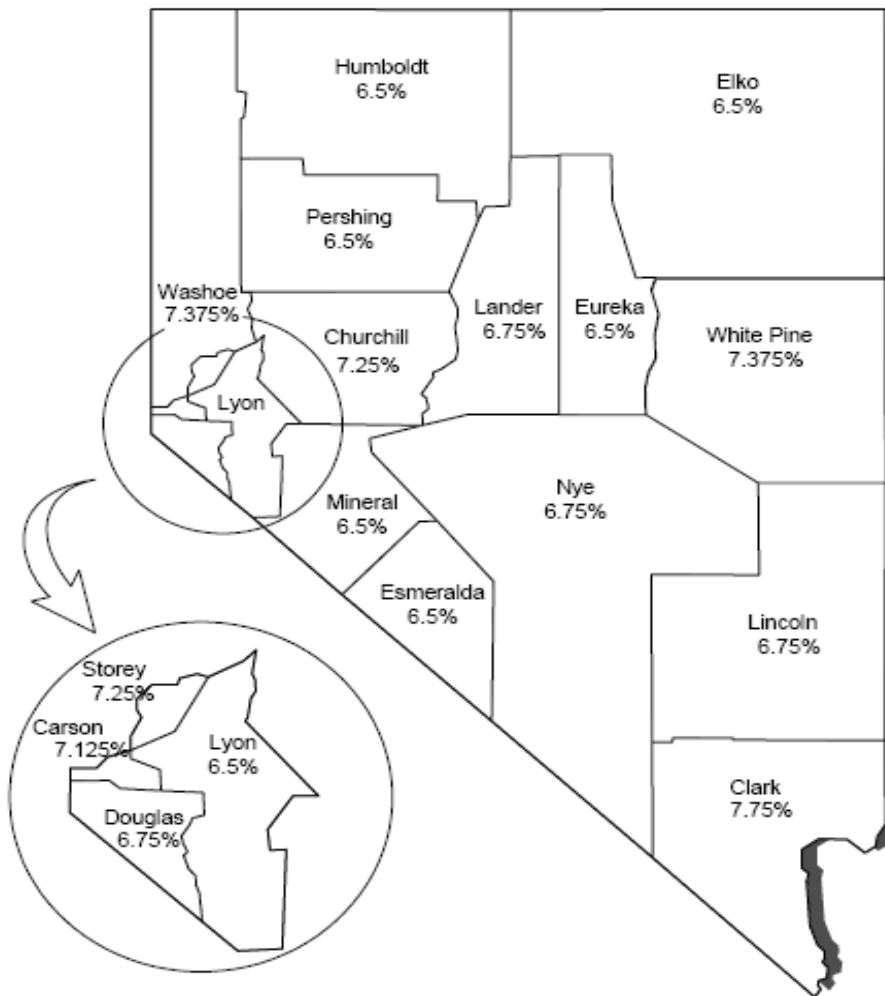 Humboldt
6.5%
Elko
6.5%
Pershing
6.5%
Washoe
7.375%
Churchill
7.25%
Lander
6.75%
Eureka
6.5%
White Pine
7.375%
Lyon
Mineral
6.5%
Nye
6.75%
Esmeralda
6.5%
Lincoln
6.75%
Storey
7.25%
Carson
7.125%
Lyon
6.5%
Douglas
6.75%
Clark
7.75%